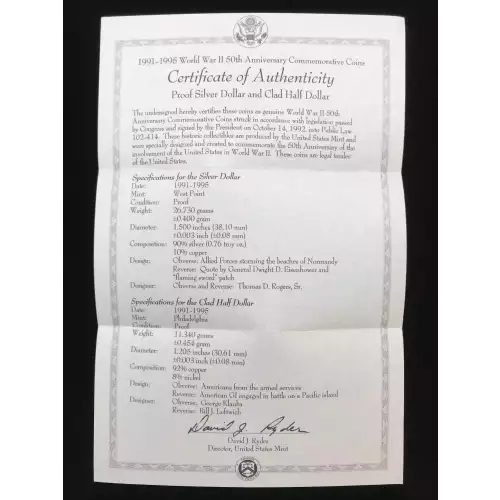 1991-1995 World War II 50th Anniversary Commemorative Coins
Certificate of Authenticity
Proof Silver Dollar and Clad Half Dollar
The undersigned hereby certifies these coins as genuine World War II 50th
Anniversary Commemorative Coins struck in accordance with legislation passed
by Congress and signed by the President on October 14, 1992 into Public Law
102-414. These historic collectibles are produced by the United States Mint and
were specially designed and created to commemorate the 50th Anniversary of the
involvement of the United States in World War II. These coins are legal tender
of the United States.
Specifications for the Silver Dollar
Date: 1991-1995
Mint: West Point
Condition: Proof
Weight: 26.730 grams
±0.400 gram
Diameter: 1.500 inches (38.10 mm)
±0.003 inch (±0.08 mm)
Composition: 90% silver (0.76 troy oz.)
10% copper
Design: Obverse: Allied Forces storming the beaches of Normandy
Reverse: Quote by General Dwight D. Eisenhower and
"flaming sword" patch
Designer: Obverse and Reverse: Thomas D. Rogers, Sr.
Specifications for the Clad Half Dollar
Date: 1991-1995
Mint: Philadelphia
Condition: Proof
Weight: 11.340 grams
±0.454 gram
Diameter: 1.205 inches (30.61 mm)
±0.003 inch (±0.08 mm)
Composition: 92% copper
8% nickel
Design: Obverse: Americans from the armed services
Reverse: American GI engaged in battle on a Pacific island
Designer: Obverse: George Klauba
Reverse: Bill J. Leftwich
David J. Ryder
David J. Ryder
Director, United States Mint